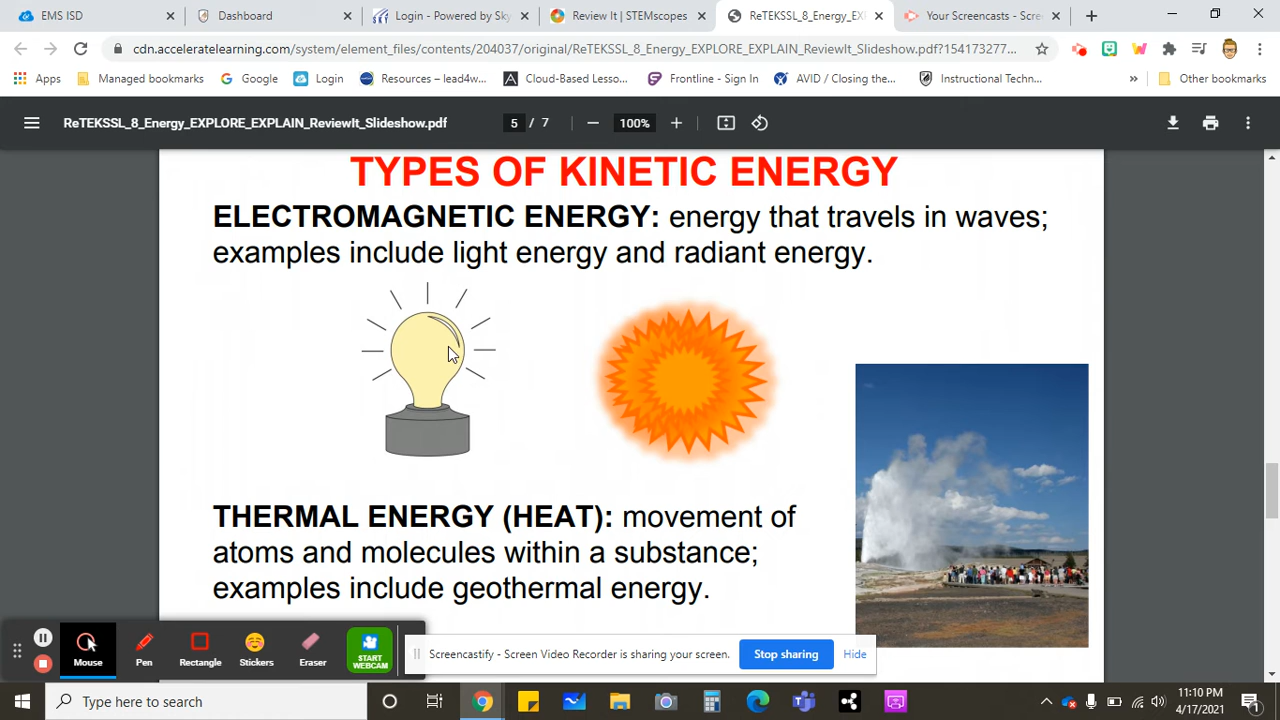 EMS ISD
Dashboard
Login - Powered by Sky
Review It | STEMscopes
ReTEKSSL_8_Energy_EX
Your Screencasts - Scre
cdn.acceleratelearning.com/system/element_files/contents/204037/original/ReTEKSSL_8_Energy_EXPLORE_EXPLAIN_ReviewIt_Slideshow.pdf?154173277...
Apps
Managed bookmarks
Google
Login
Resources – lead4w...
Cloud-Based Lesso...
Frontline - Sign In
AVID / Closing the...
Instructional Techn...
»
Other bookmarks
ReTEKSSL_8_Energy_EXPLORE_EXPLAIN_ReviewIt_Slideshow.pdf
5 / 7
100%
TYPES OF KINETIC ENERGY
ELECTROMAGNETIC ENERGY: energy that travels in waves;
examples include light energy and radiant energy.
THERMAL ENERGY (HEAT): movement of
atoms and molecules within a substance;
examples include geothermal energy.
Mouse
Pen
Rectangle
Stickers
Eraser
START
WEBCAM
Screencastify - Screen Video Recorder is sharing your screen.
Stop sharing
Hide
Type here to search
11:10 PM
4/17/2021
1